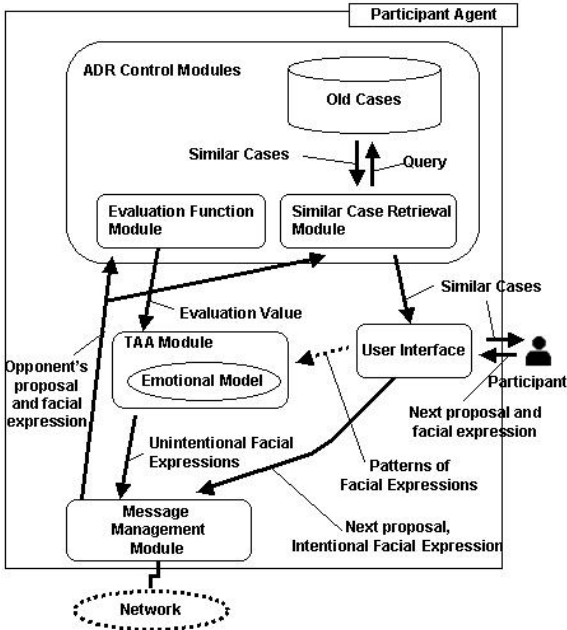 Participant Agent
ADR Control Modules
Old Cases
Similar Cases
Query
Evaluation Function
Module
Similar Case Retrieval
Module
Evaluation Value
Similar Cases
TAA Module
Emotional Model
User Interface
Participant
Opponent's
proposal
and facial
expression
Next proposal and
facial expression
Unintentional Facial
Expressions
Patterns of
Facial Expressions
Message
Management
Module
Next proposal,
Intentional Facial Expression
Network